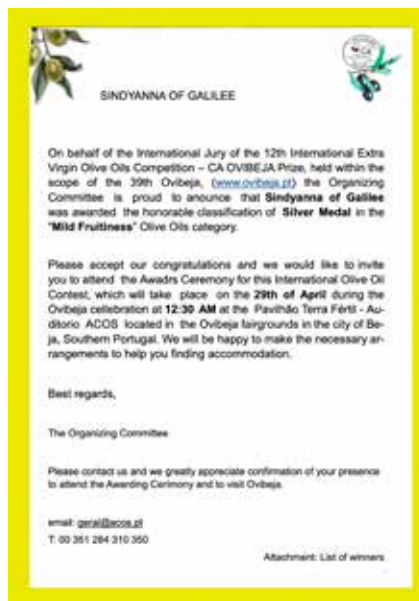 SINDYANNA OF GALILEE
On behalf of the International Jury of the 12th International Extra
Virgin Olive Oils Competition – CA OVIBEJA Prize, held within the
scope of the 39th Ovibeja, (www.ovibeja.pt) the Organizing
Committee is proud to anounce that Sindyanna of Galilee
was awarded the honorable classification of Silver Medal in the
"Mild Fruitiness" Olive Oils category.
Please accept our congratulations and we would like to invite
you to attend the Awadrs Ceremony for this International Olive Oil
Contest, which will take place on the 29th of April during the
Ovibeja cellebration at 12:30 AM at the Pavilhão Terra Fértil - Au-
ditorio ACOS located in the Ovibeja fairgrounds in the city of Be-
ja, Southern Portugal. We will be happy to make the necessary ar-
rangements to help you finding accommodation.
Best regards,
The Organizing Committee
Please contact us and we greatly appreciate confirmation of your presence
to attend the Awarding Cerimony and to visit Ovibeja.
email: geral@acos.pt
T: 00 351 284 310 350
Attachment: List of winners